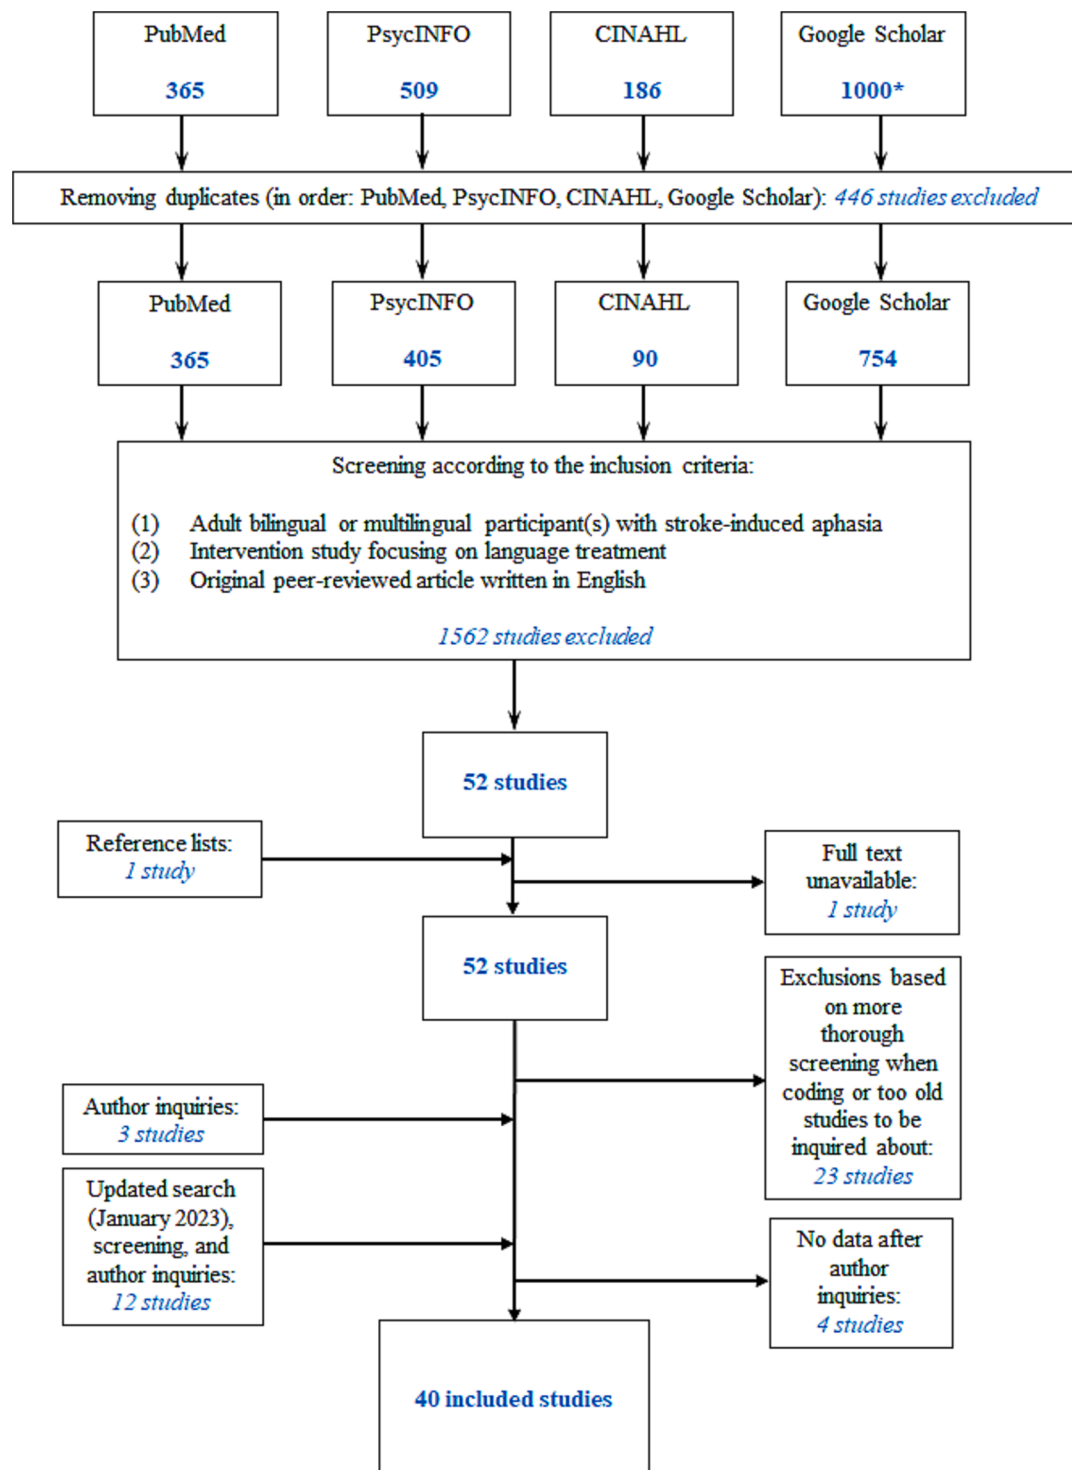 PubMed
365
PsycINFO
509
CINAHL
186
Google Scholar
1000*
Removing duplicates (in order: PubMed, PsycINFO, CINAHL, Google Scholar): 446 studies excluded
PubMed
365
PsycINFO
405
CINAHL
90
Google Scholar
754
Screening according to the inclusion criteria:
(1) Adult bilingual or multilingual participant(s) with stroke-induced aphasia
(2) Intervention study focusing on language treatment
(3) Original peer-reviewed article written in English
1562 studies excluded
52 studies
Reference lists:
1 study
Full text
unavailable:
1 study
52 studies
Exclusions based
on more
thorough
screening when
coding or too old
studies to be
inquired about:
23 studies
Author inquiries:
3 studies
Updated search
(January 2023),
screening, and
author inquiries:
12 studies
No data after
author
inquiries:
4 studies
40 included studies